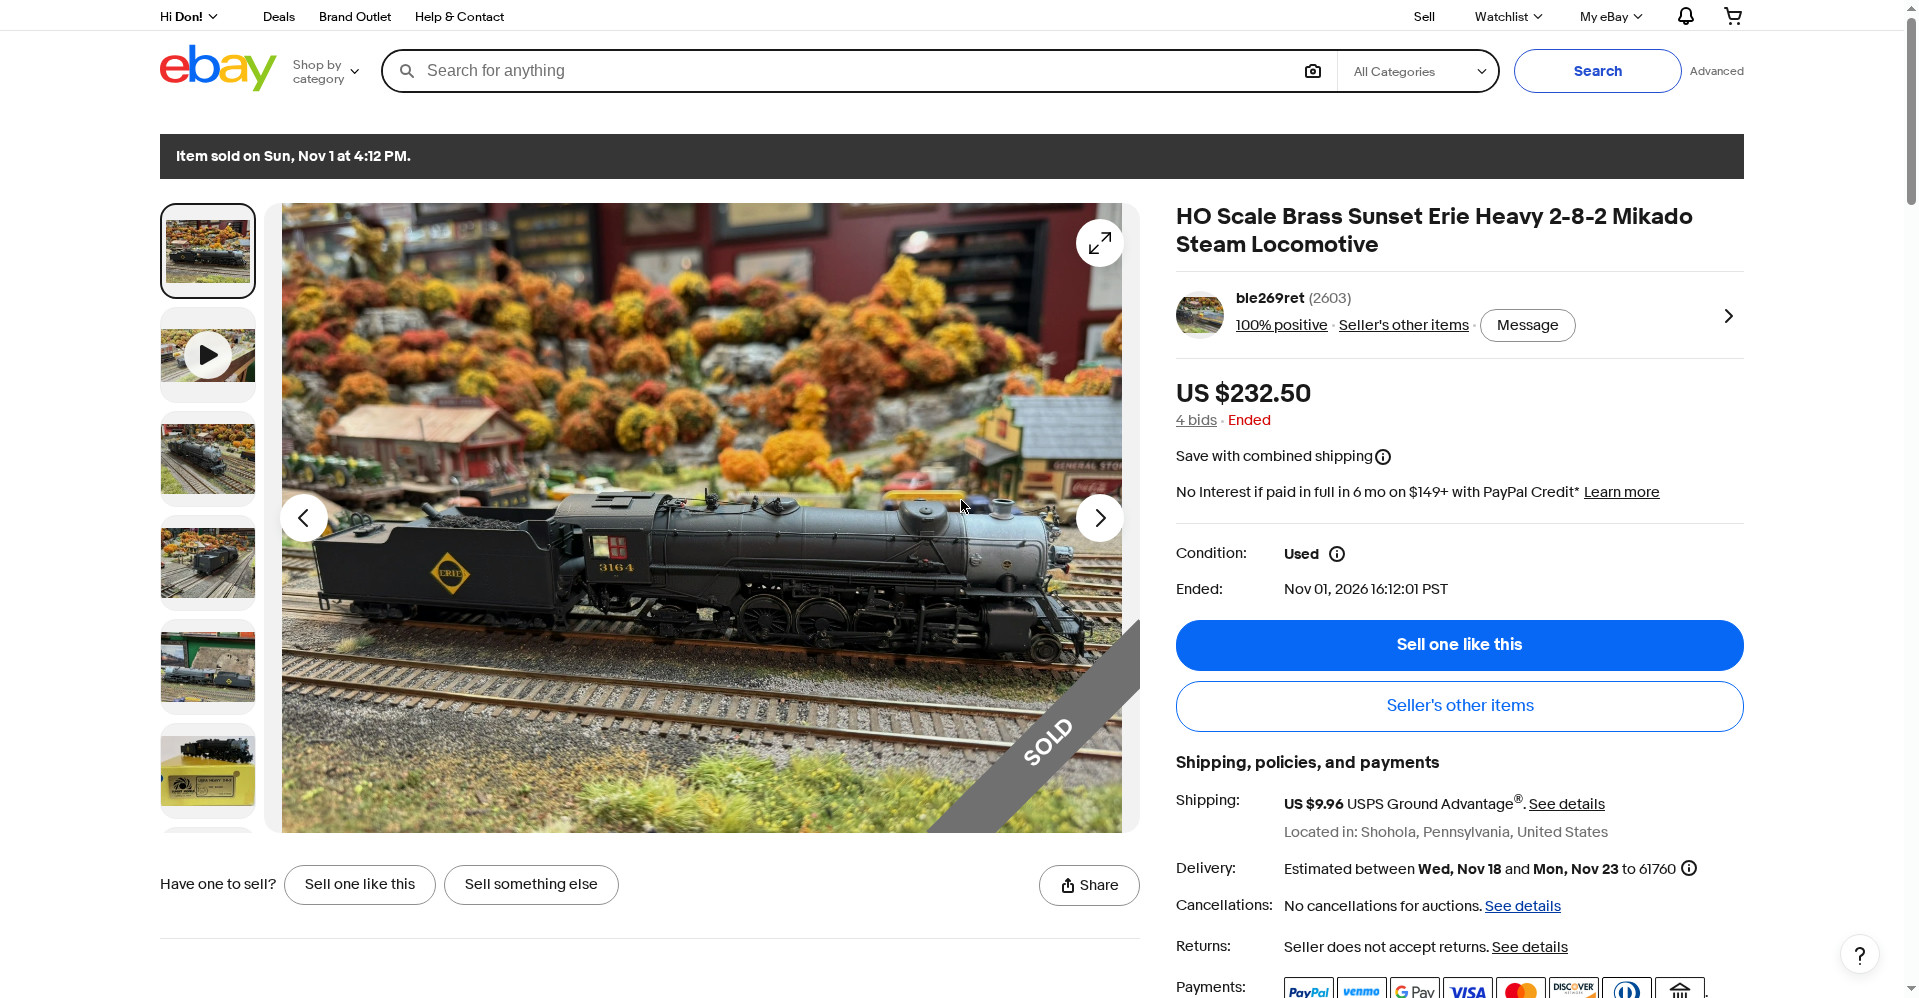 Hi Don!
Deals
Brand Outlet
Help & Contact
Sell
Watchlist
My eBay
ebay
Shop by
category
Search for anything
All Categories
Search
Advanced
Item sold on Sun, Nov 1 at 4:12 PM.
ERIE
3164
GENERAL STORE
Coca-Cola
SOLD
Have one to sell?
Sell one like this
Sell something else
Share
HO Scale Brass Sunset Erie Heavy 2-8-2 Mikado
Steam Locomotive
ble269ret (2603)
100% positive · Seller's other items · Message
US $232.50
4 bids · Ended
Save with combined shipping
No Interest if paid in full in 6 mo on $149+ with PayPal Credit* Learn more
Condition: Used
Ended: Nov 01, 2026 16:12:01 PST
Sell one like this
Seller's other items
Shipping, policies, and payments
Shipping: US $9.96 USPS Ground Advantage®. See details
Located in: Shohola, Pennsylvania, United States
Delivery: Estimated between Wed, Nov 18 and Mon, Nov 23 to 61760
Cancellations: No cancellations for auctions. See details
Returns: Seller does not accept returns. See details
Payments: PayPal venmo G Pay VISA DISCOVER
?